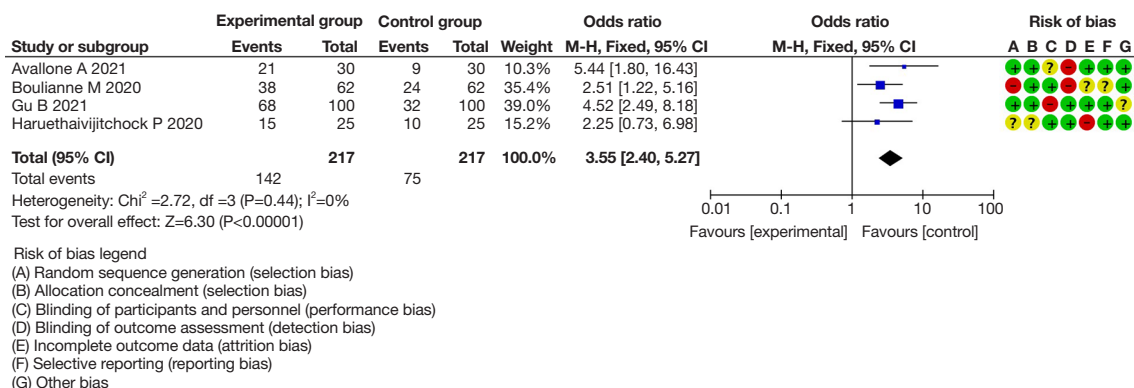 Experimental group Control group Odds ratio Odds ratio Risk of bias
Study or subgroup Events Total Events Total Weight M-H, Fixed, 95% CI M-H, Fixed, 95% CI A B C D E F G
Avallone A 2021 21 30 9 30 10.3% 5.44 [1.80, 16.43] + + ? - + + +
Boulianne M 2020 38 62 24 62 35.4% 2.51 [1.22, 5.16] - + + - ? ? +
Gu B 2021 68 100 32 100 39.0% 4.52 [2.49, 8.18] + + - + + + ?
Haruethaivijitchock P 2020 15 25 10 25 15.2% 2.25 [0.73, 6.98] ? ? + + - + +
Total (95% CI) 217 217 100.0% 3.55 [2.40, 5.27]
Total events 142 75
Heterogeneity: Chi² =2.72, df =3 (P=0.44); I²=0%
Test for overall effect: Z=6.30 (P<0.00001)
0.01 0.1 1 10 100
Favours [experimental] Favours [control]
Risk of bias legend
(A) Random sequence generation (selection bias)
(B) Allocation concealment (selection bias)
(C) Blinding of participants and personnel (performance bias)
(D) Blinding of outcome assessment (detection bias)
(E) Incomplete outcome data (attrition bias)
(F) Selective reporting (reporting bias)
(G) Other bias